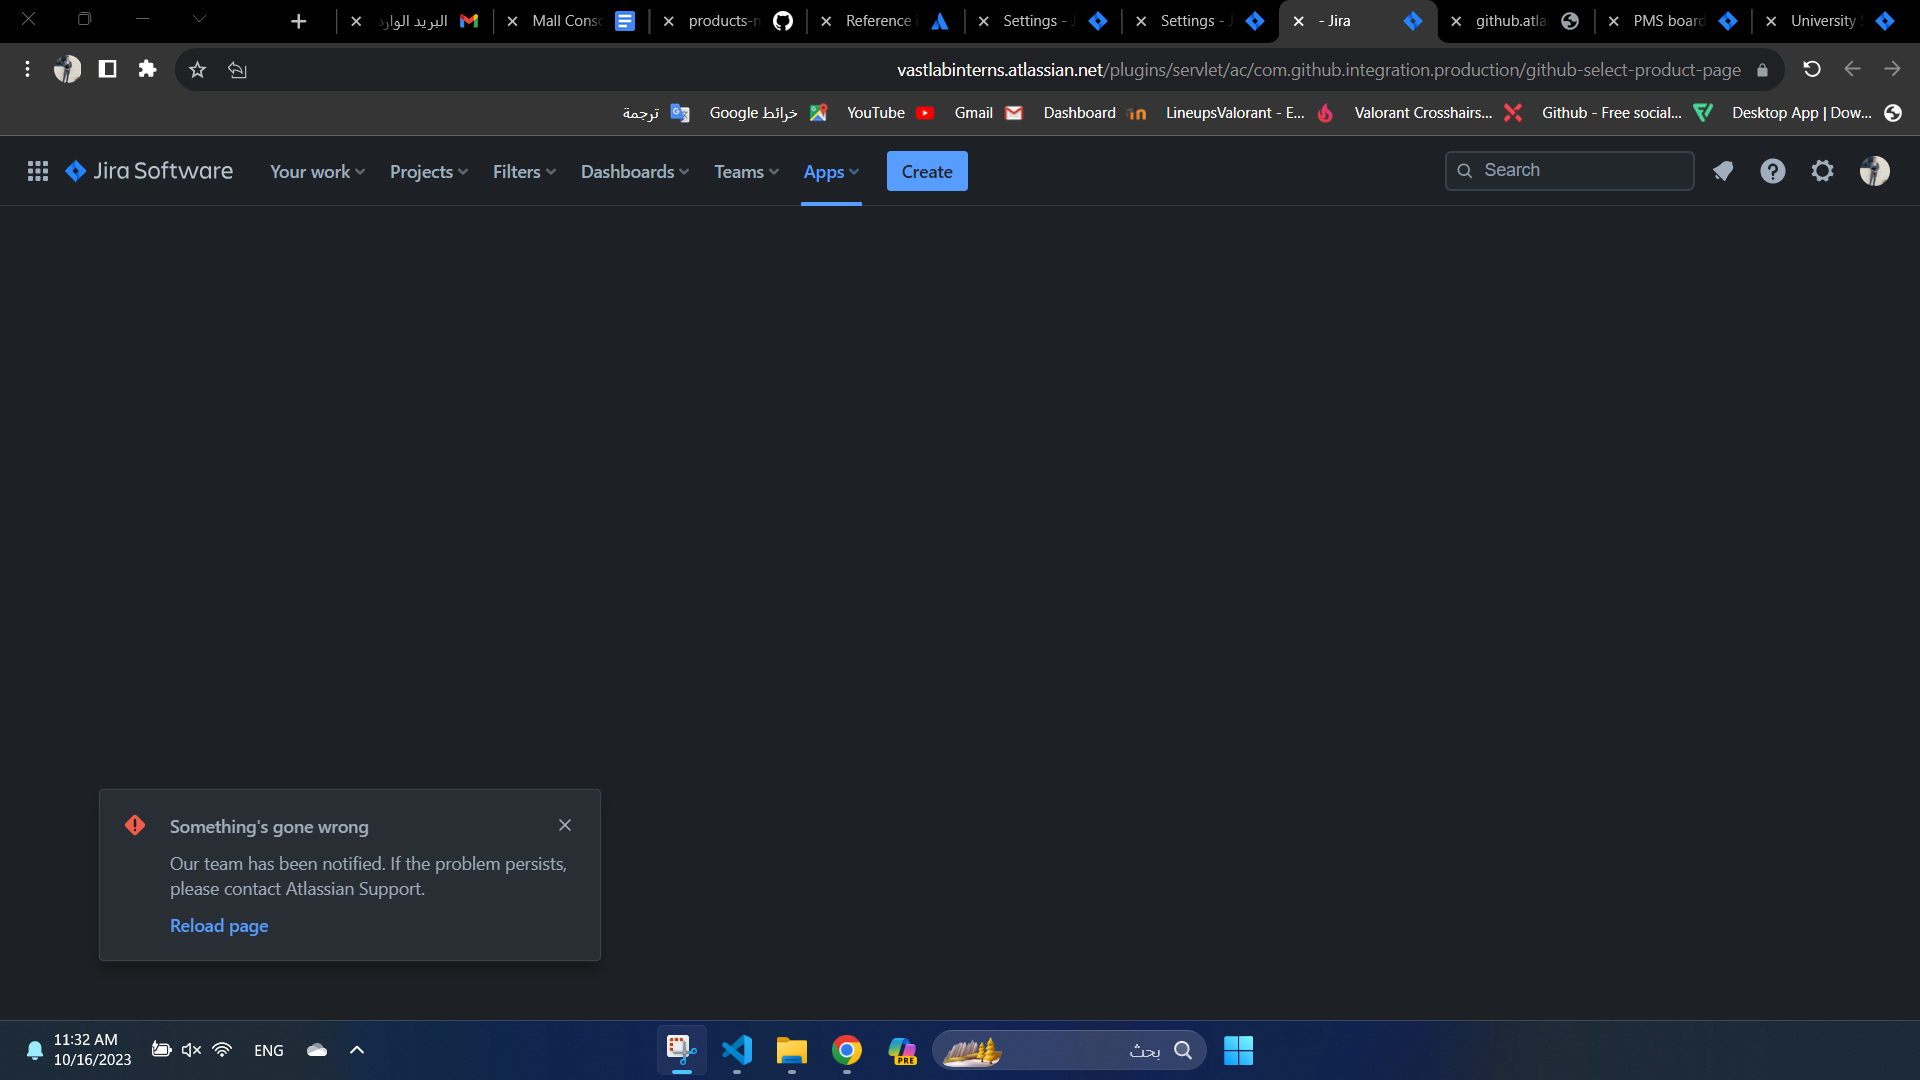 البريد الوارد
Mall Conso
products-m
Reference i
Settings - J
Settings - J
- Jira
github.atla
PMS board
University S
vastlabinterns.atlassian.net/plugins/servlet/ac/com.github.integration.production/github-select-product-page
ترجمة
خرائط Google
YouTube
Gmail
Dashboard
LineupsValorant - E...
Valorant Crosshairs...
Github - Free social...
Desktop App | Dow...
Jira Software
Your work
Projects
Filters
Dashboards
Teams
Apps
Create
Search
Something's gone wrong
Our team has been notified. If the problem persists,
please contact Atlassian Support.
Reload page
11:32 AM
10/16/2023
ENG
PRE
بحث